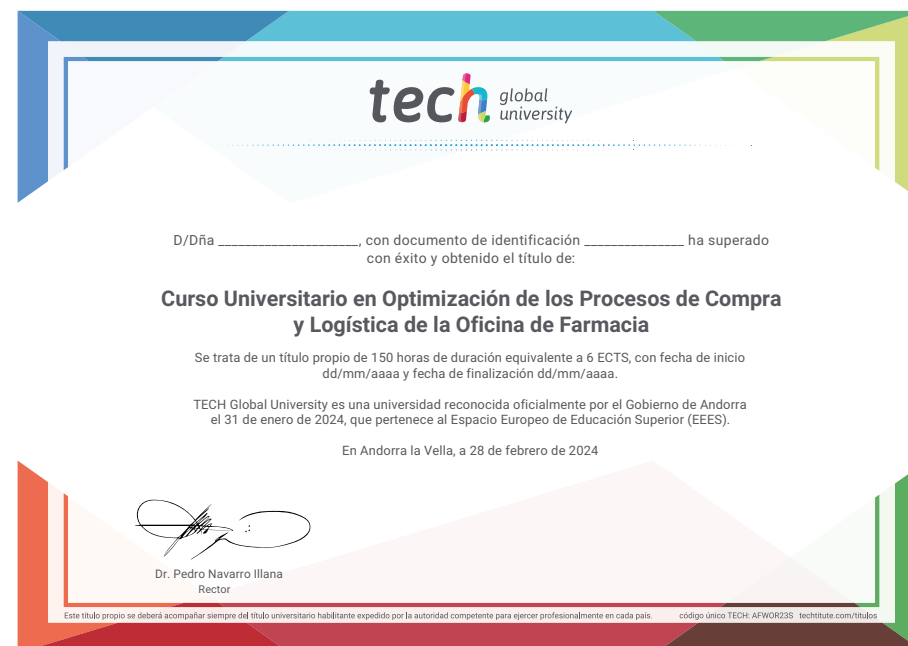 tech global university
D/Dña _____________________, con documento de identificación _______________ ha superado
con éxito y obtenido el título de:
Curso Universitario en Optimización de los Procesos de Compra
y Logística de la Oficina de Farmacia
Se trata de un título propio de 150 horas de duración equivalente a 6 ECTS, con fecha de inicio
dd/mm/aaaa y fecha de finalización dd/mm/aaaa.
TECH Global University es una universidad reconocida oficialmente por el Gobierno de Andorra
el 31 de enero de 2024, que pertenece al Espacio Europeo de Educación Superior (EEES).
En Andorra la Vella, a 28 de febrero de 2024
Dr. Pedro Navarro Illana
Rector
Este título propio se deberá acompañar siempre del título universitario habilitante expedido por la autoridad competente para ejercer profesionalmente en cada país. código único TECH: AFWOR23S techtitute.com/titulos